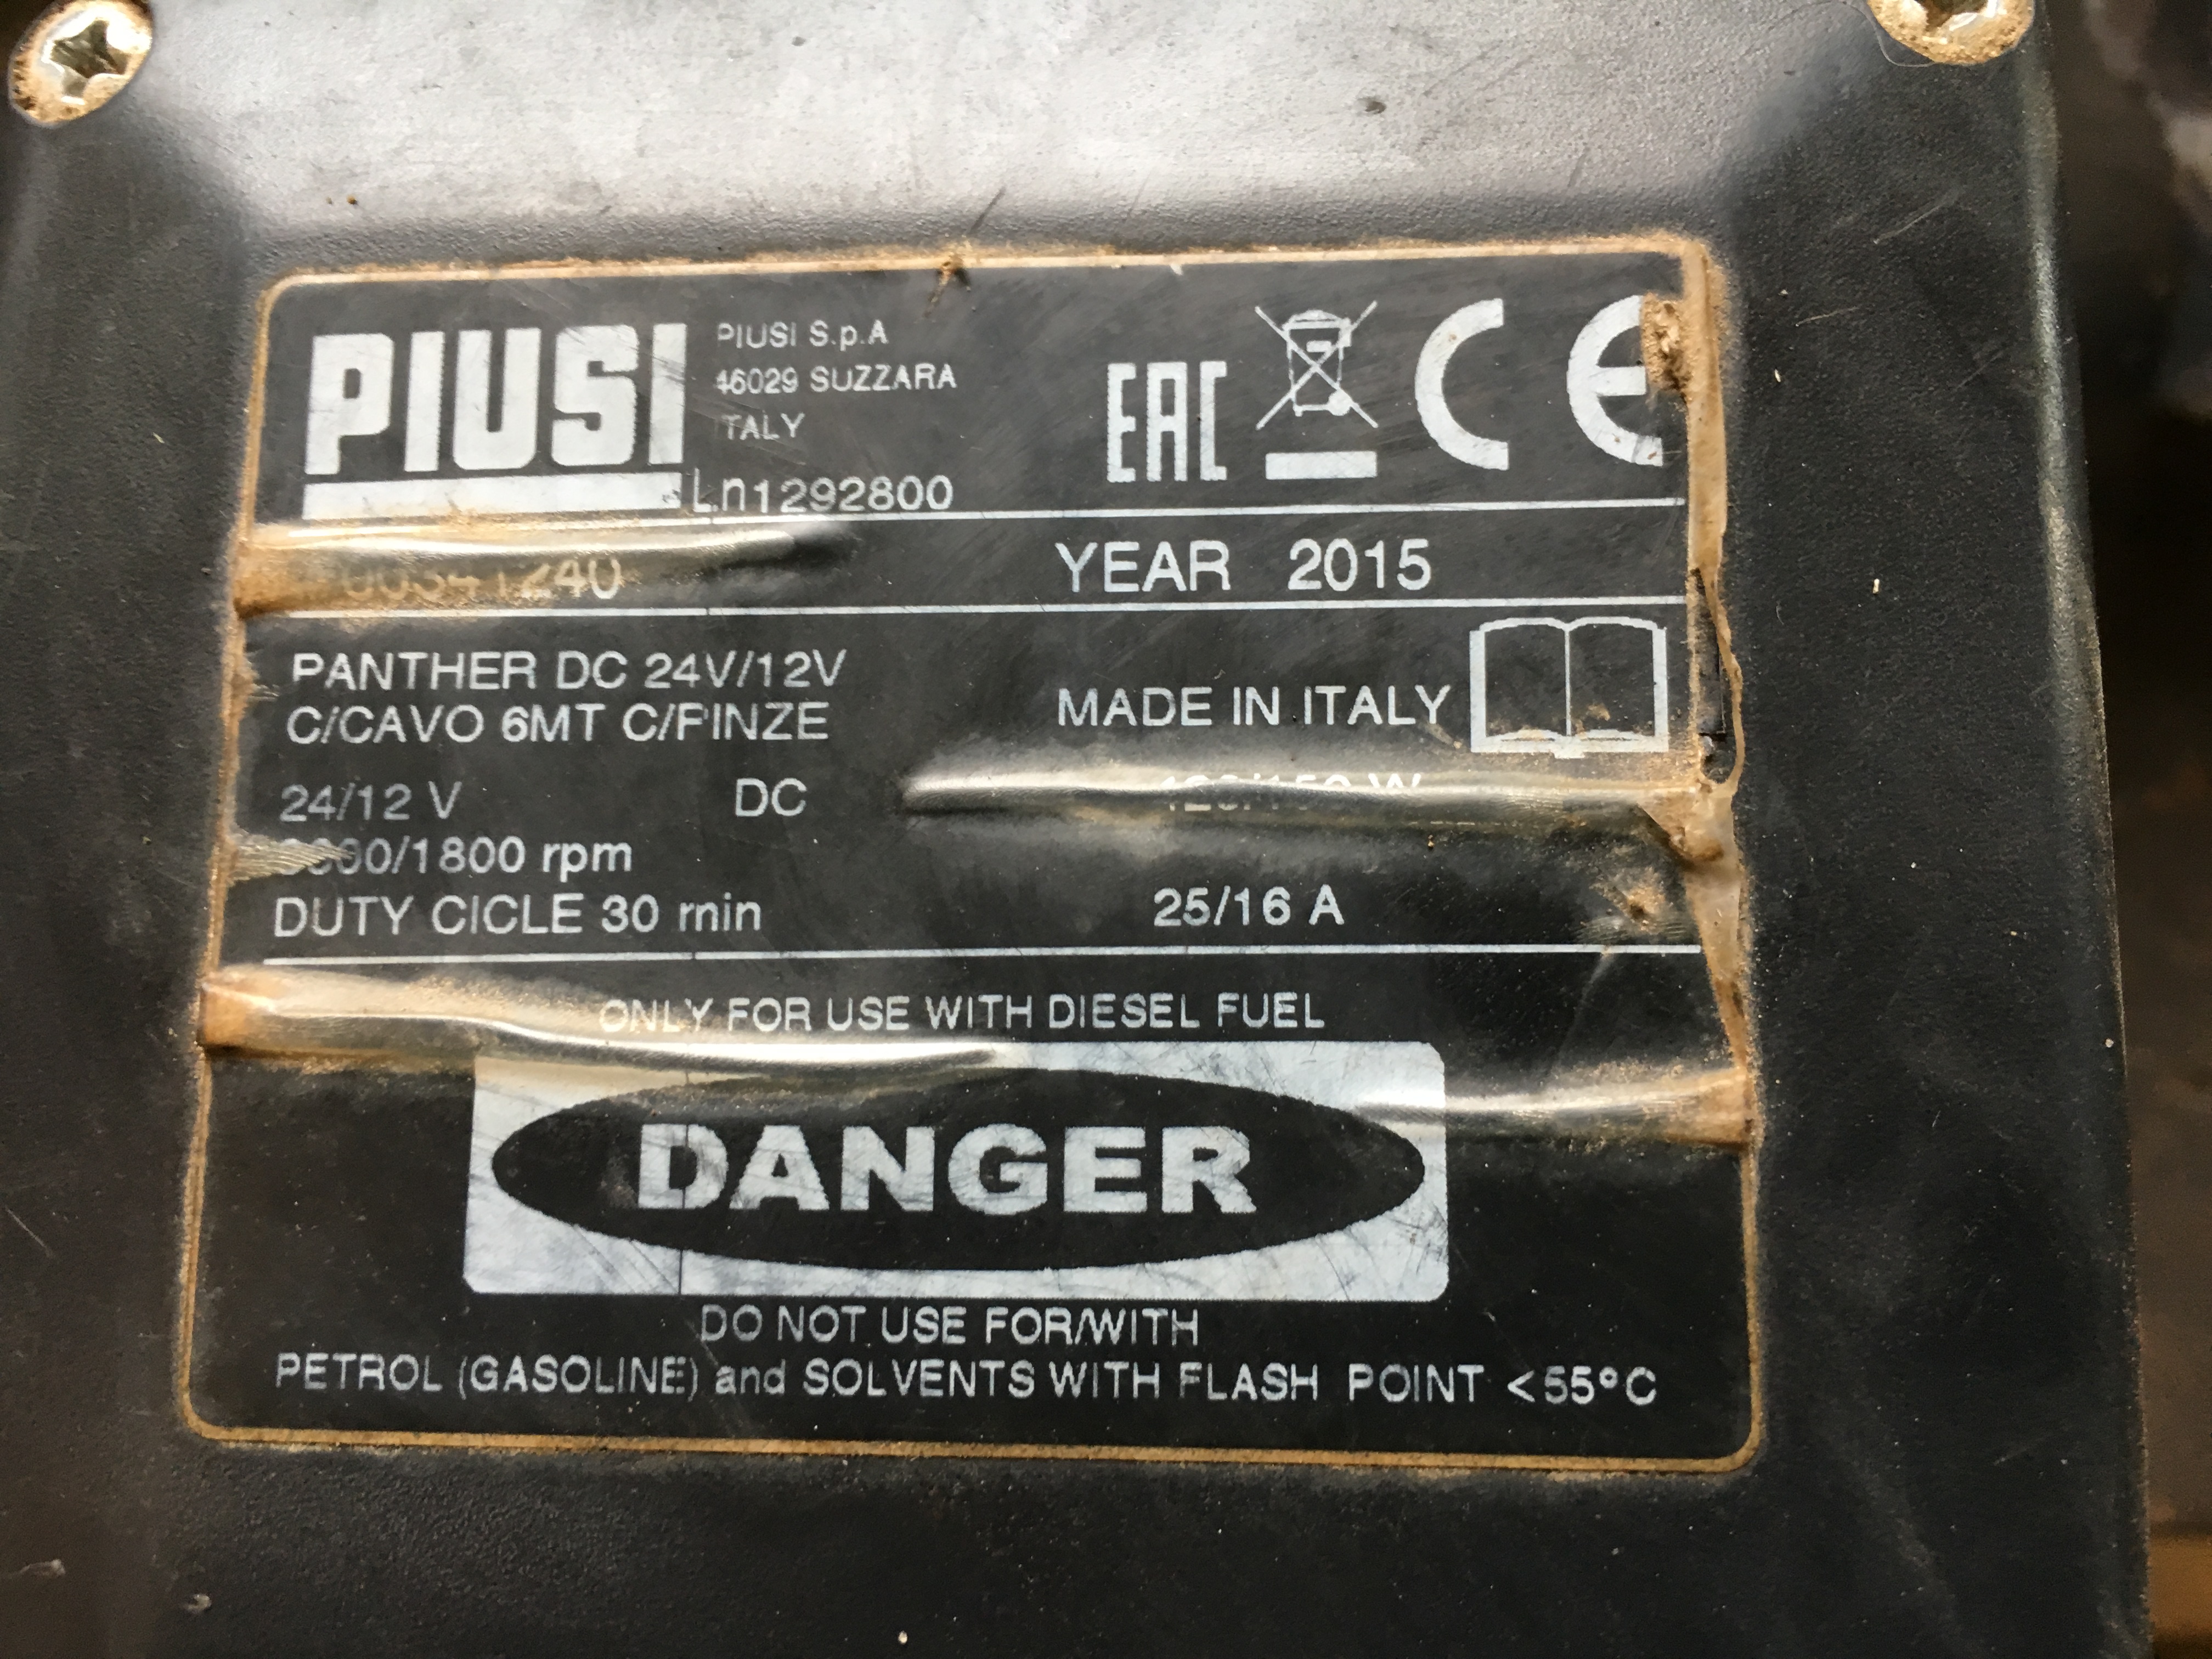 PIUSI
PIUSI S.p.A
46029 SUZZARA
ITALY
Ln1292800
EAC
CE
YEAR 2015
PANTHER DC 24V/12V
C/CAVO 6MT C/PINZE
MADE IN ITALY
24/12 V DC
rpm
DUTY CICLE 30 min 25/16 A
ONLY FOR USE WITH DIESEL FUEL
DANGER
DO NOT USE FOR/WITH
PETROL (GASOLINE) and SOLVENTS WITH FLASH POINT <55°C